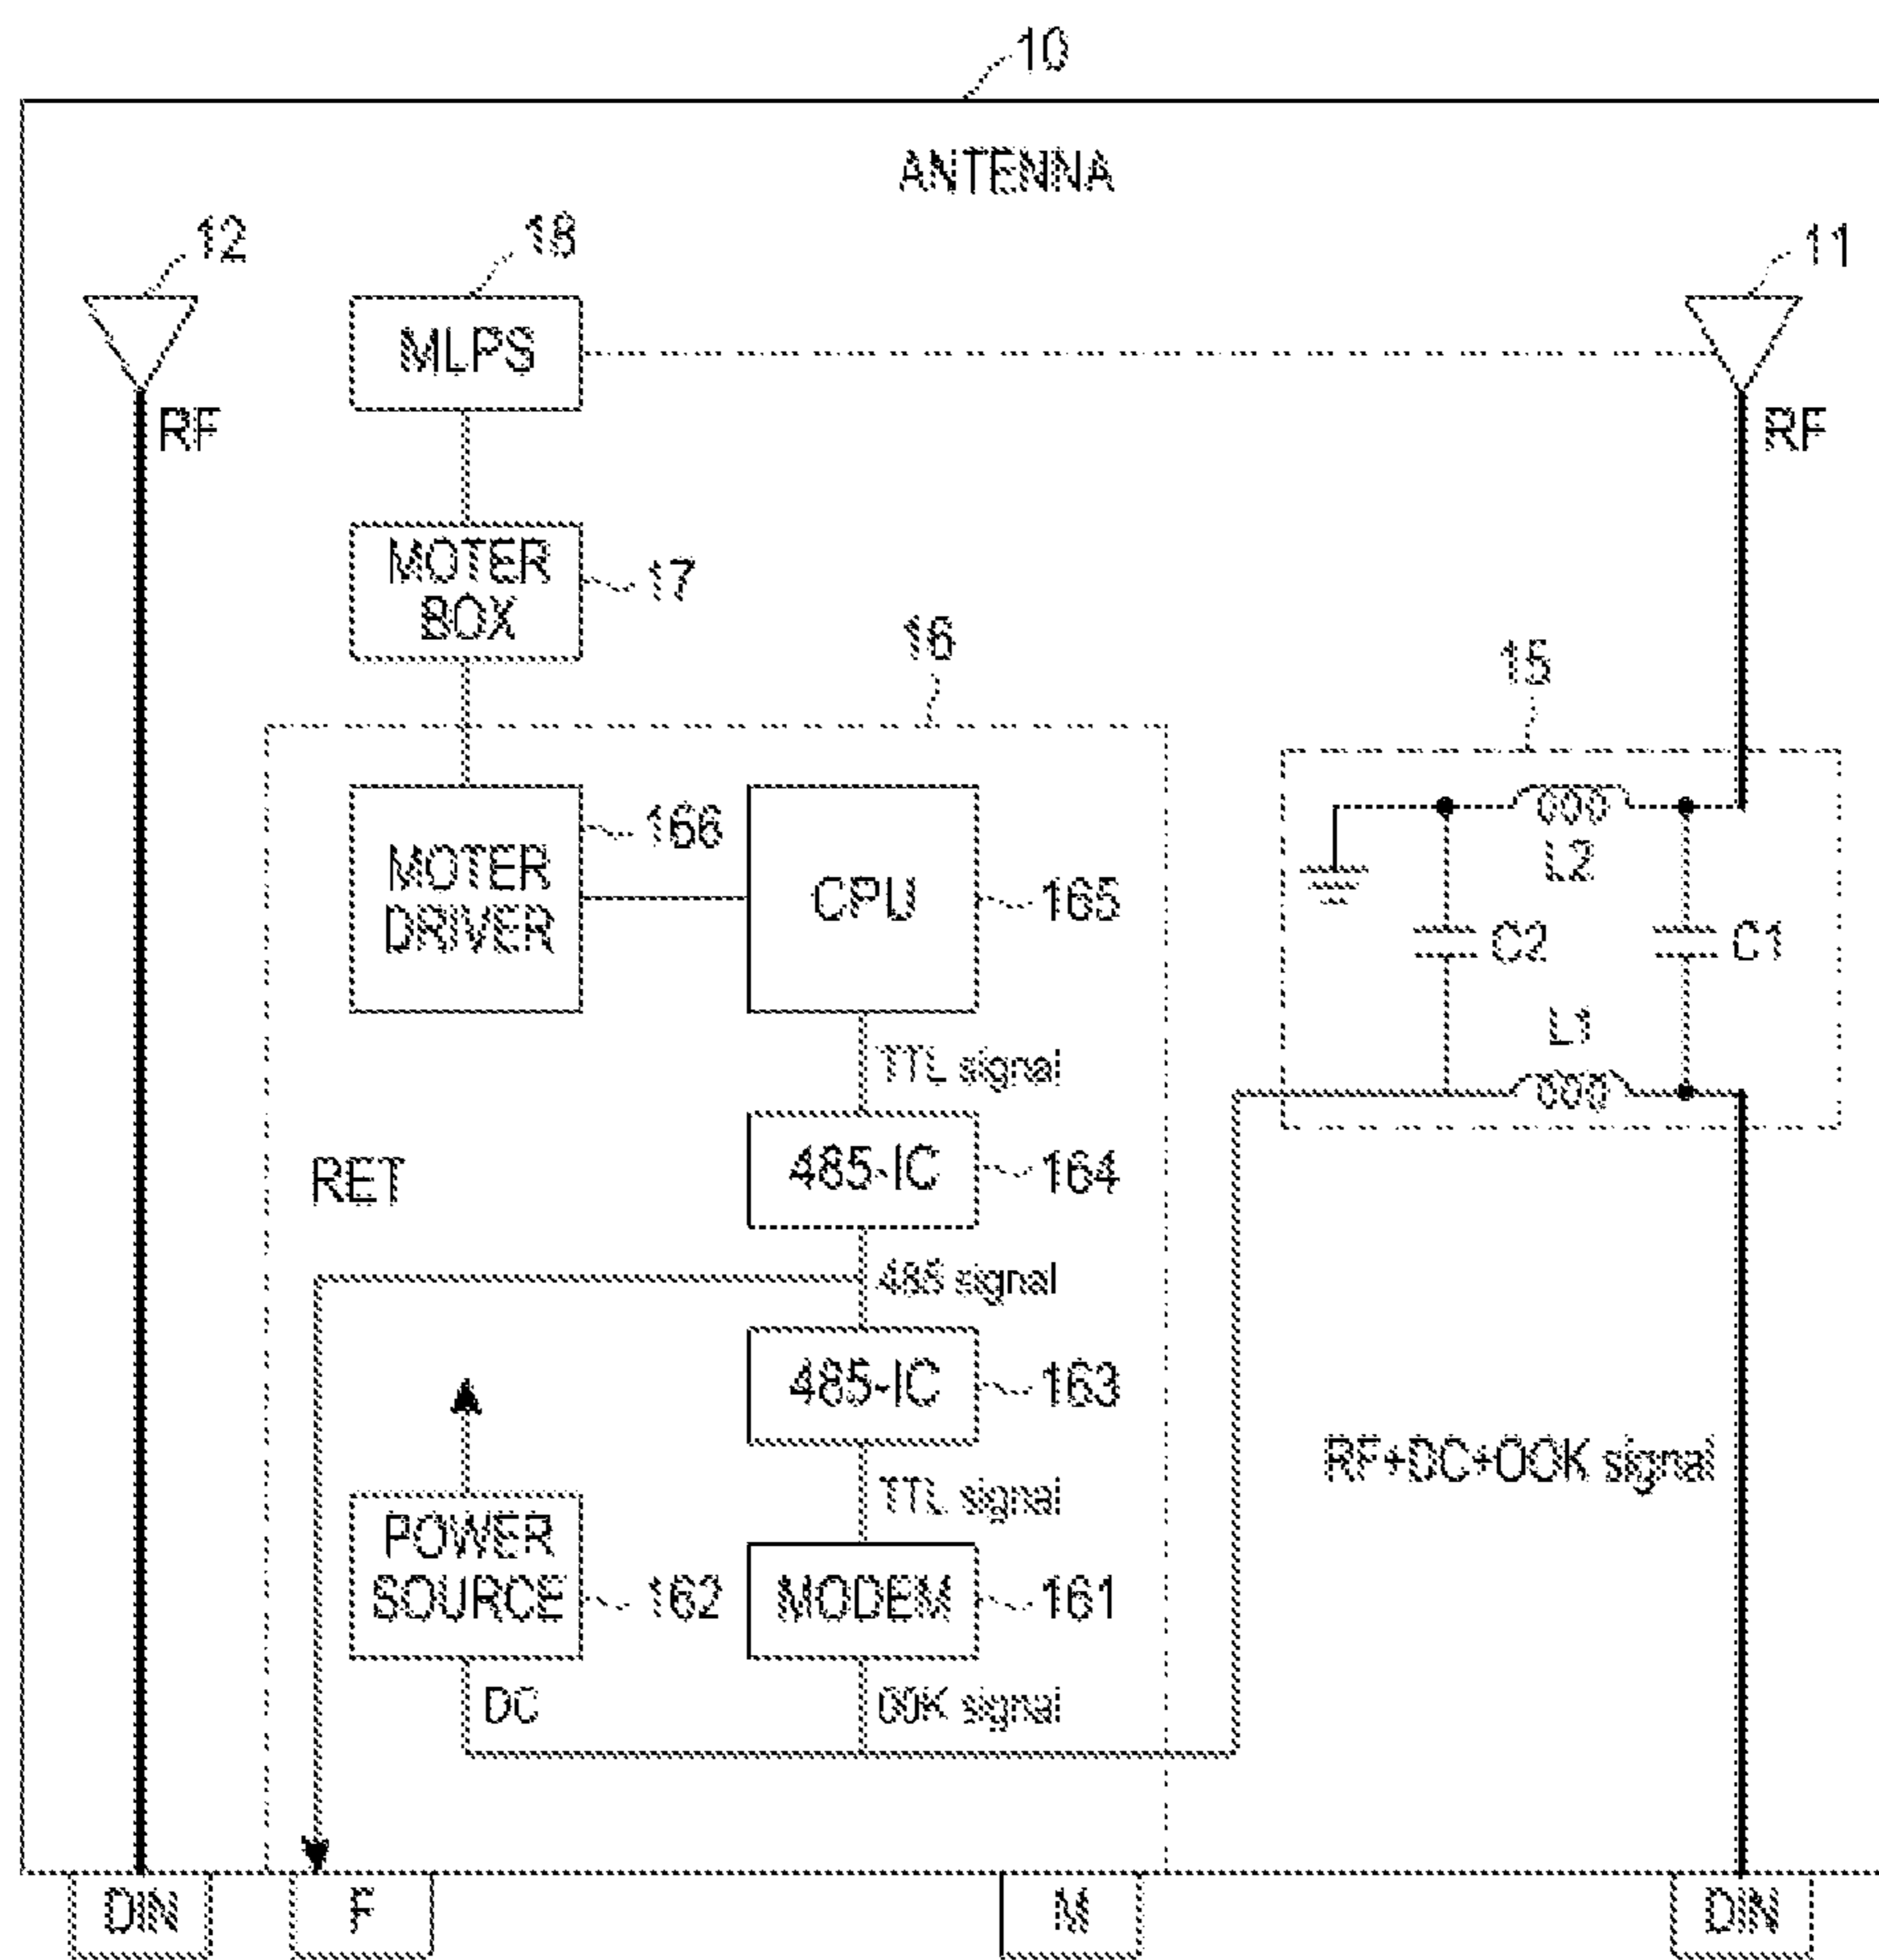 10
ANTENNA
12
18
11
MLPS
RF
RF
MOTER
BOX
17
16
15
MOTER
DRIVER
166
CPU
165
L2
C2
C1
L1
TTL signal
485-IC
164
RET
485 signal
485-IC
163
RF+DC+OOK signal
TTL signal
POWER
SOURCE
162
MODEM
161
DC
OOK signal
DIN
F
M
DIN